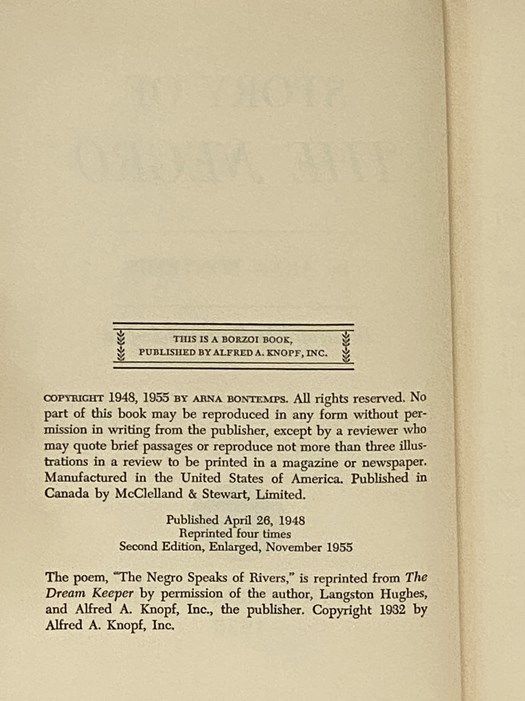 STORY OF
THE NEGRO
THIS IS A BORZOI BOOK,
PUBLISHED BY ALFRED A. KNOPF, INC.
COPYRIGHT 1948, 1955 BY ARNA BONTEMPS. All rights reserved. No
part of this book may be reproduced in any form without per-
mission in writing from the publisher, except by a reviewer who
may quote brief passages or reproduce not more than three illus-
trations in a review to be printed in a magazine or newspaper.
Manufactured in the United States of America. Published in
Canada by McClelland & Stewart, Limited.
Published April 26, 1948
Reprinted four times
Second Edition, Enlarged, November 1955
The poem, "The Negro Speaks of Rivers," is reprinted from The
Dream Keeper by permission of the author, Langston Hughes,
and Alfred A. Knopf, Inc., the publisher. Copyright 1932 by
Alfred A. Knopf, Inc.